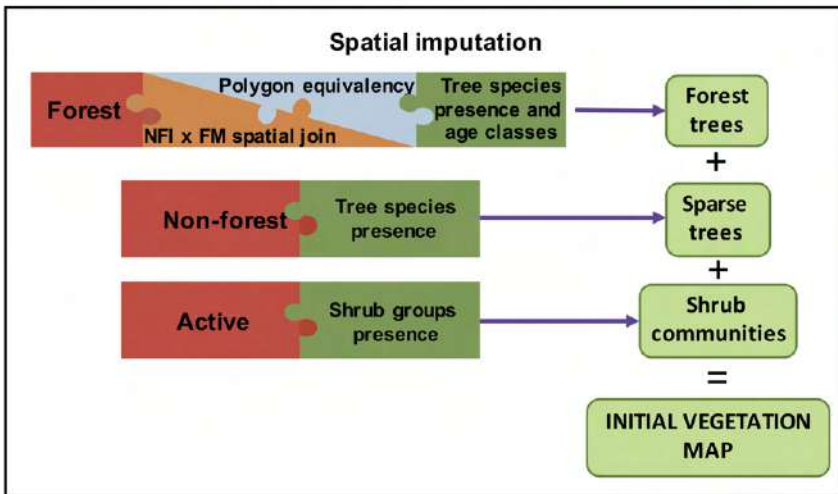 Spatial imputation
Forest
Polygon equivalency
NFI x FM spatial join
Tree species
presence and
age classes
Forest
trees
+
Non-forest
Tree species
presence
Sparse
trees
+
Active
Shrub groups
presence
Shrub
communities
=
INITIAL VEGETATION
MAP